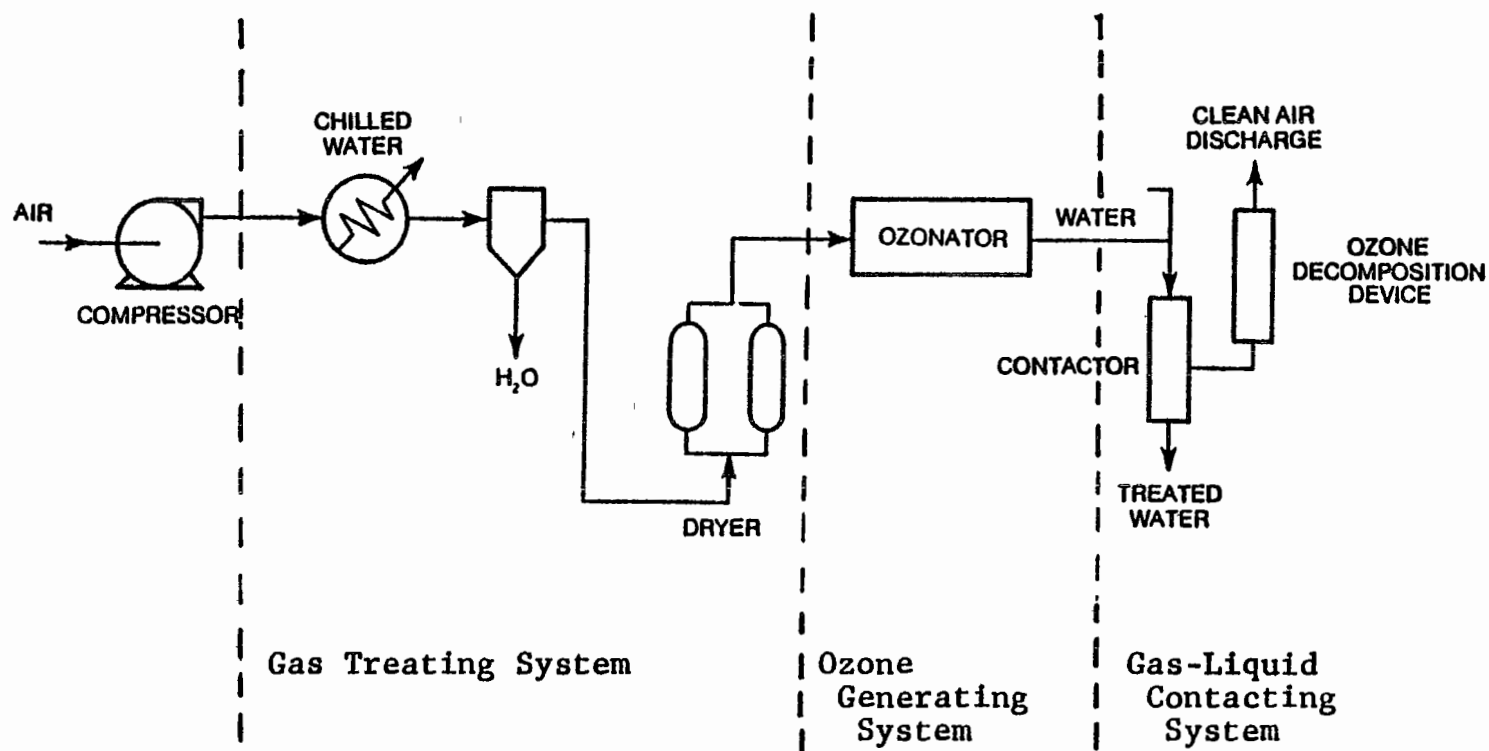 AIR
COMPRESSOR
CHILLED
WATER
H₂O
DRYER
OZONATOR
WATER
CLEAN AIR
DISCHARGE
OZONE
DECOMPOSITION
DEVICE
CONTACTOR
TREATED
WATER
Gas Treating System
Ozone
Generating
System
Gas-Liquid
Contacting
System